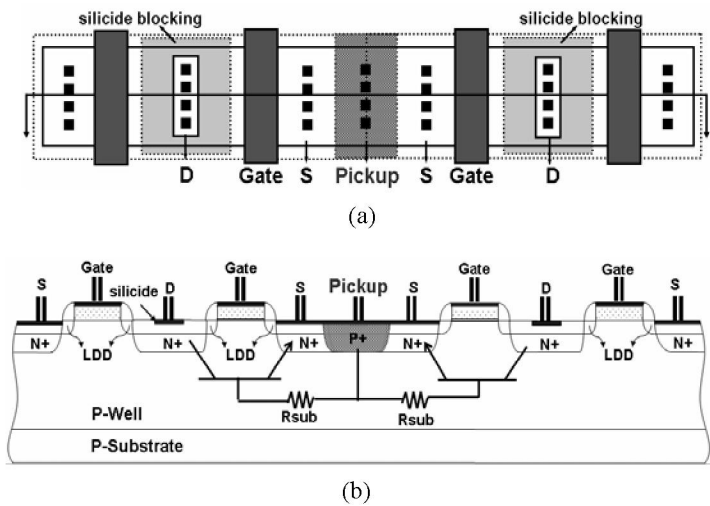 silicide blocking silicide blocking
D Gate S Pickup S Gate D
(a)
S Gate D Gate S Pickup S Gate D Gate S
silicide
N+ LDD N+ LDD N+ P+ N+ N+ LDD N+
Rsub Rsub
P-Well
P-Substrate
(b)